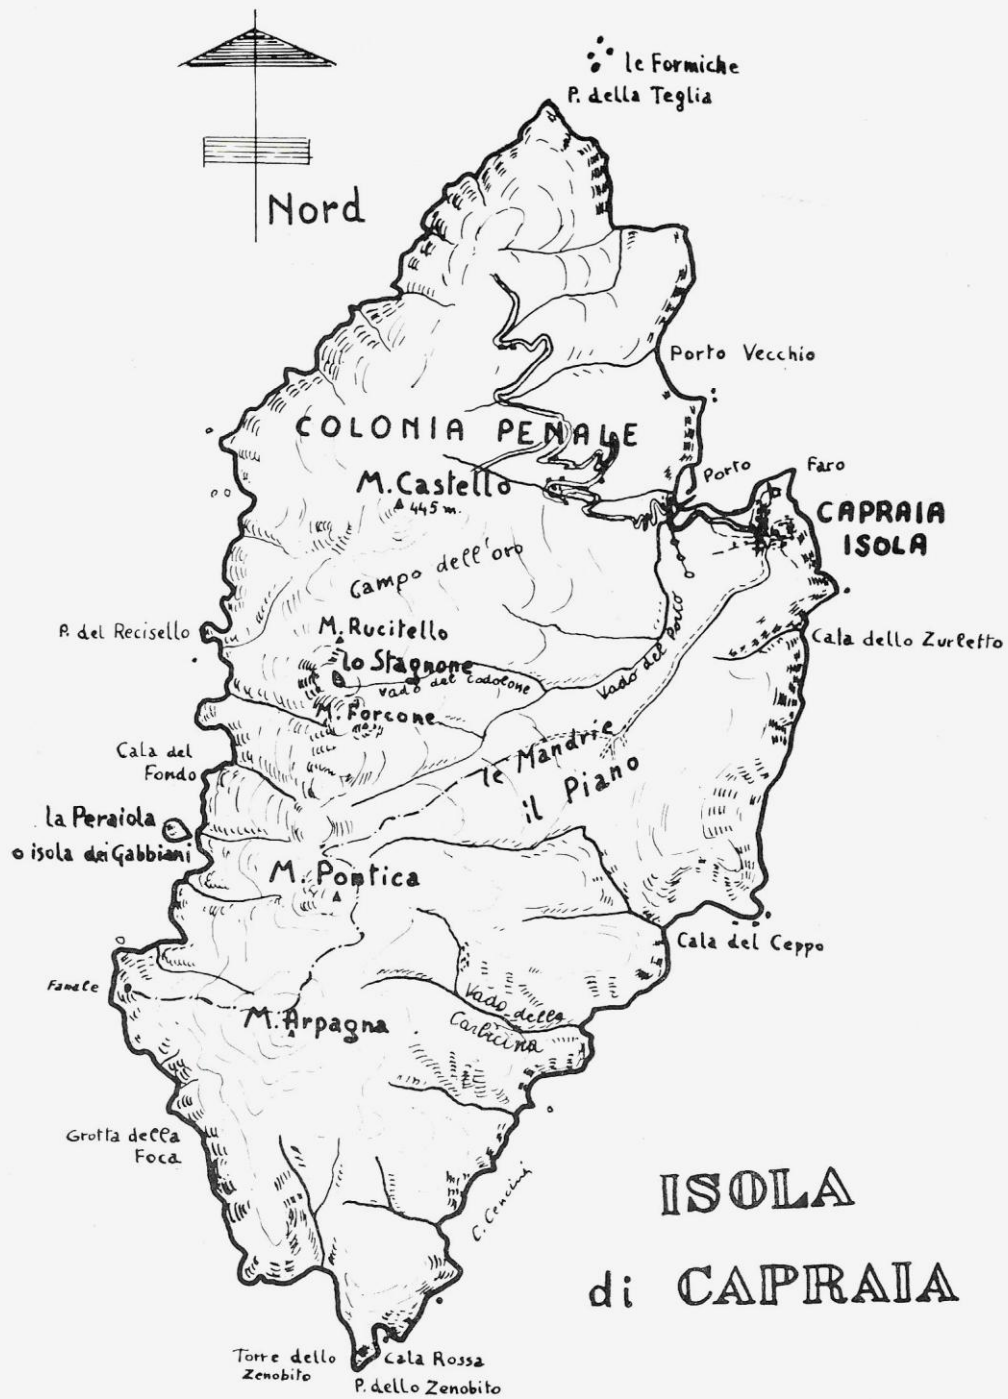 le Formiche
P. della Teglia
Nord
Porto Vecchio
COLONIA PENALE
Porto
Faro
M. Castello
445 m.
CAPRAIA
ISOLA
Campo dell'oro
P. del Recisello
M. Rucitello
lo Stagnone
Vado del Codolone
Vado del Porto
Cala dello Zurletto
M. Forcone
Cala del
Fondo
le Mandrie
il Piano
la Peraiola
o isola dei Gabbiani
M. Pontica
Cala del Ceppo
Fanale
M. Arpagna
Vado della
Carbicina
Grotta della
Foca
C. Cencini
ISOLA
di CAPRAIA
Torre dello
Zenobito
Cala Rossa
P. dello Zenobito